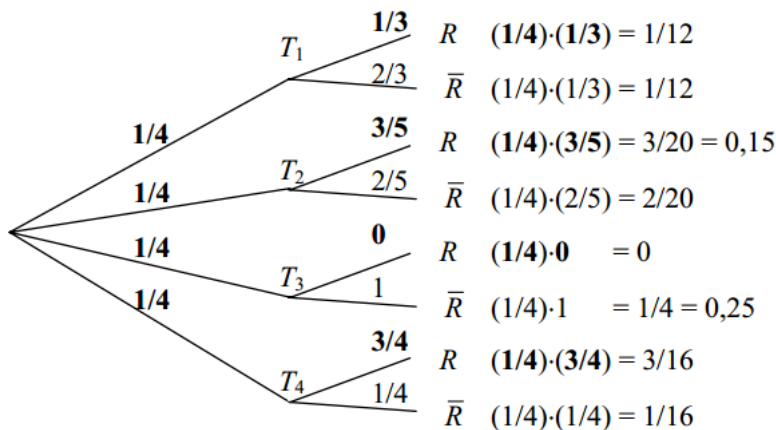 1/3 R (1/4)·(1/3) = 1/12
T1
2/3 R̅ (1/4)·(1/3) = 1/12
1/4
3/5 R (1/4)·(3/5) = 3/20 = 0,15
T2
1/4 2/5 R̅ (1/4)·(2/5) = 2/20
1/4 0 R (1/4)·0 = 0
T3
1/4 1 R̅ (1/4)·1 = 1/4 = 0,25
3/4 R (1/4)·(3/4) = 3/16
T4
1/4 R̅ (1/4)·(1/4) = 1/16